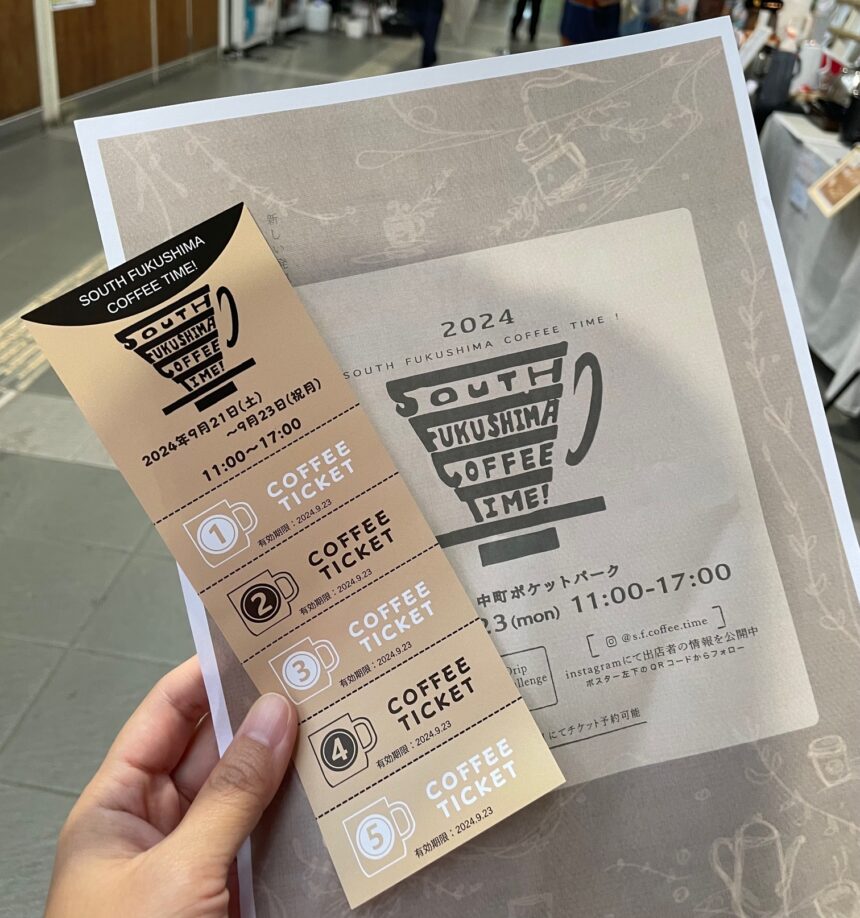 SOUTH FUKUSHIMA
COFFEE TIME!
SOUTH
FUKUSHIMA
COFFEE
TIME!
2024年9月21日(土)
～9月23日(祝月)
11:00～17:00
1
COFFEE
TICKET
有効期限：2024.9.23
2
COFFEE
TICKET
有効期限：2024.9.23
3
COFFEE
TICKET
有効期限：2024.9.23
4
COFFEE
TICKET
有効期限：2024.9.23
5
COFFEE
TICKET
有効期限：2024.9.23
新しい発
2024
SOUTH FUKUSHIMA COFFEE TIME !
SOUTH
FUKUSHIMA
COFFEE
TIME!
中町ポケットパーク
.3(mon) 11:00-17:00
@s.f.coffee.time
instagramにて出店者の情報を公開中
ポスター左下のQRコードからフォロー
Drip
llenge
にてチケット予約可能